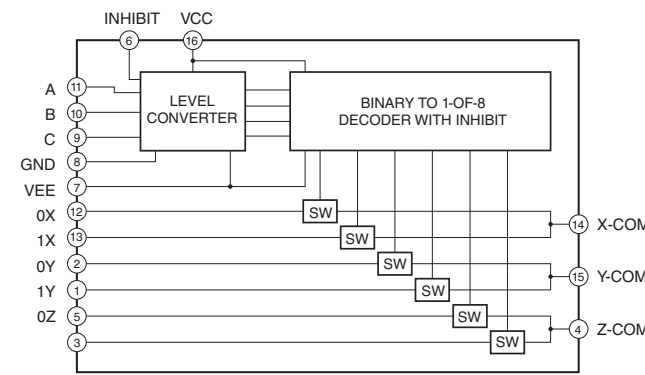 INHIBIT VCC
6 16
11
A
LEVEL
CONVERTER
BINARY TO 1-OF-8
DECODER WITH INHIBIT
B 10
C 9
GND 8
VEE 7
0X 12
SW
14 X-COM
1X 13
SW
0Y 2
SW
15 Y-COM
1Y 1
SW
0Z 5
SW
4 Z-COM
3
SW